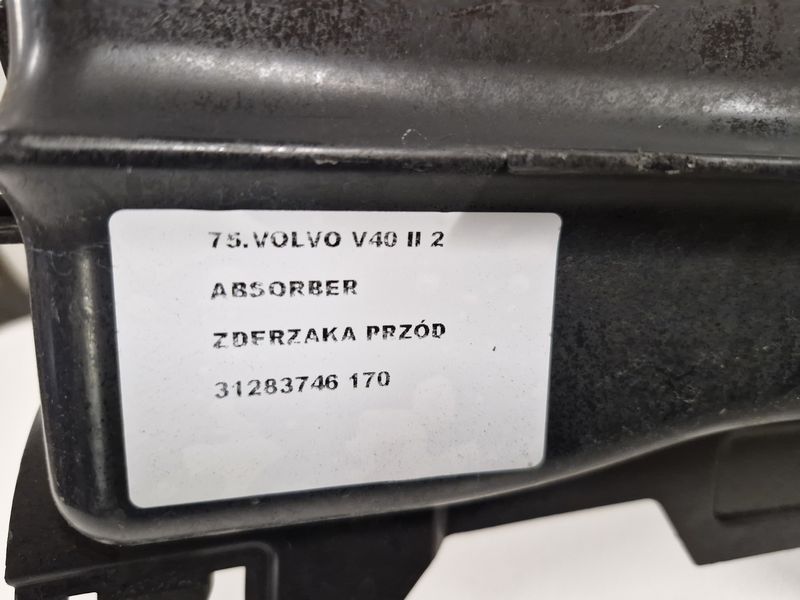 75.VOLVO V40 II 2
ABSORBER
ZDERZAKA PRZÓD
31283746 170